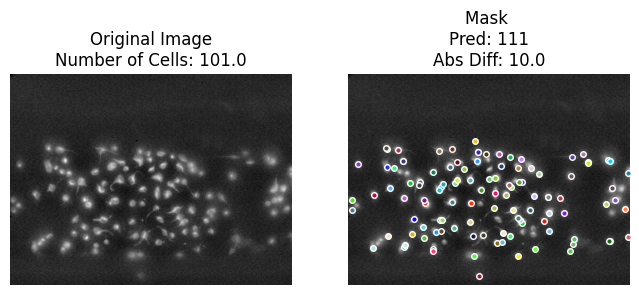 Original Image
Number of Cells: 101.0
Mask
Pred: 111
Abs Diff: 10.0